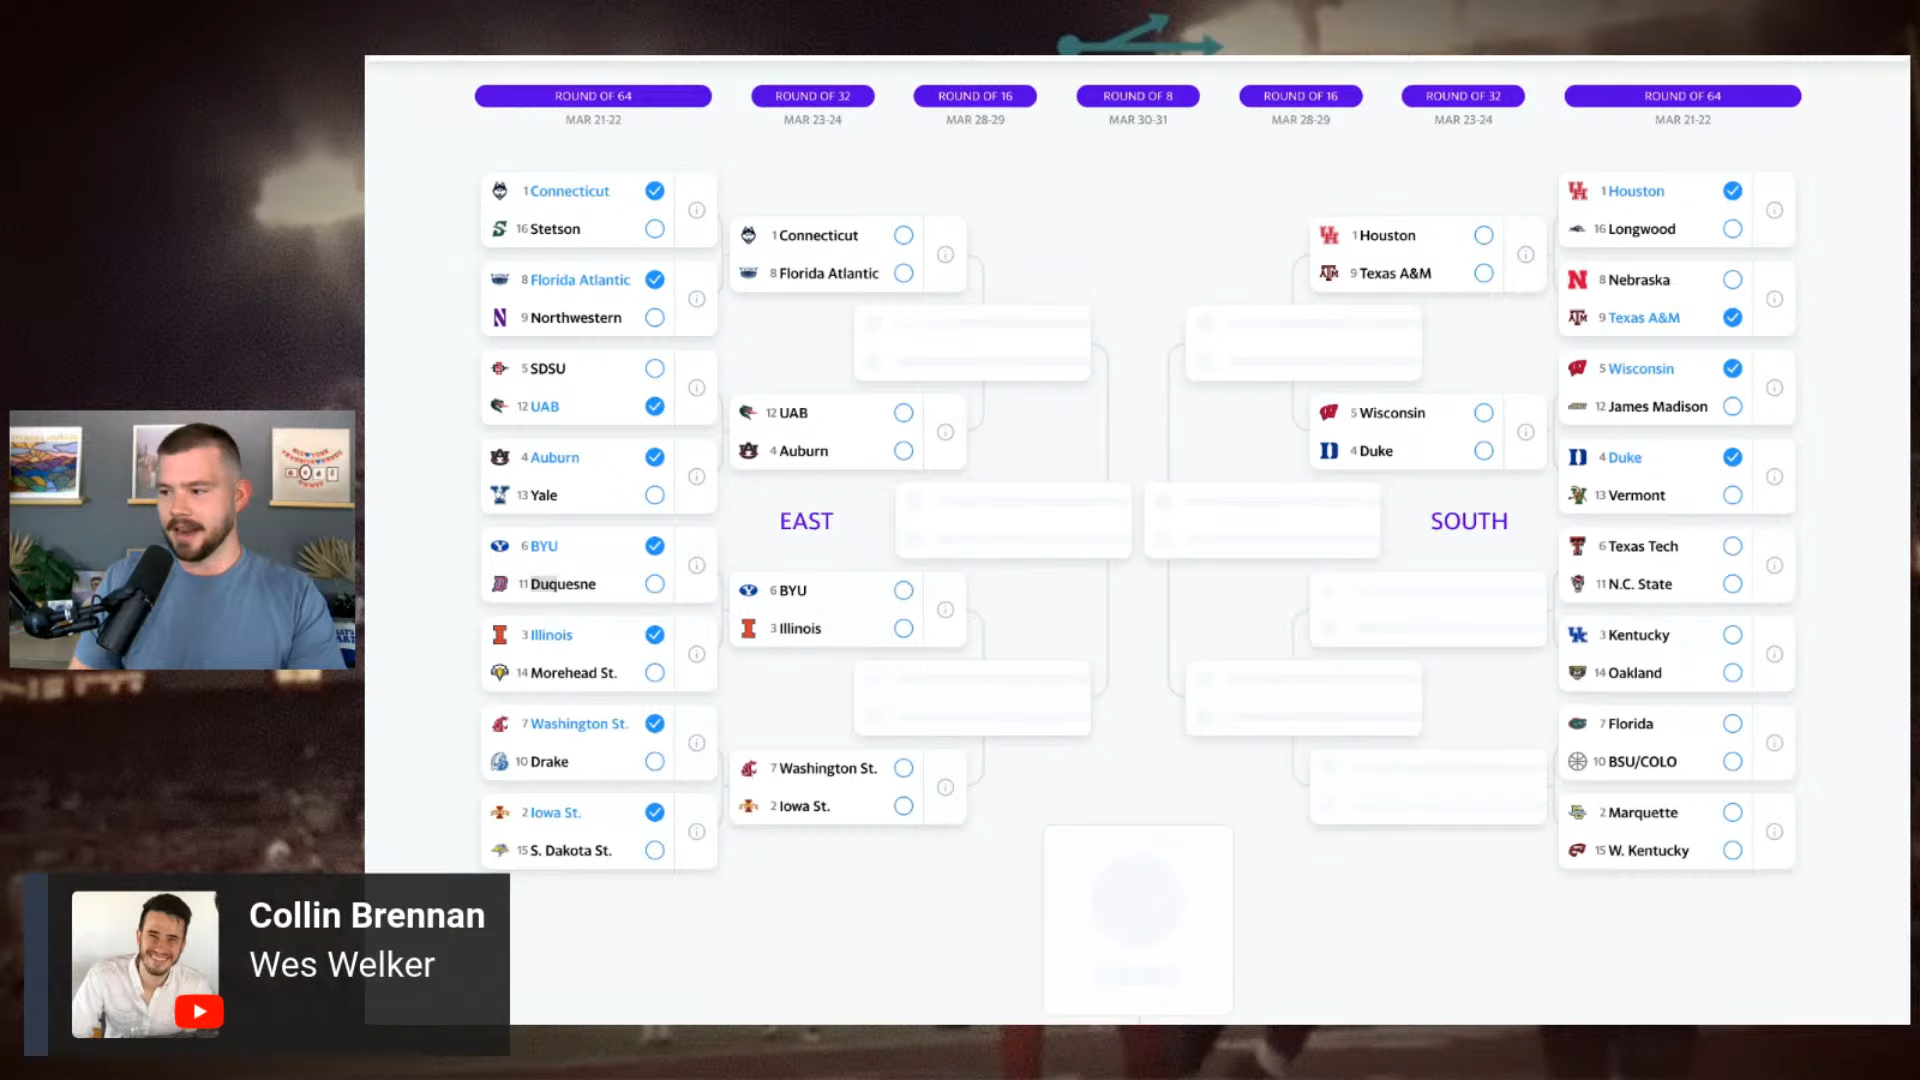 ROUND OF 64
ROUND OF 32
ROUND OF 16
ROUND OF 8
ROUND OF 16
ROUND OF 32
ROUND OF 64
MAR 21-22
MAR 23-24
MAR 28-29
MAR 30-31
MAR 28-29
MAR 23-24
MAR 21-22
1 Connecticut
16 Stetson
8 Florida Atlantic
9 Northwestern
5 SDSU
12 UAB
4 Auburn
13 Yale
6 BYU
11 Duquesne
3 Illinois
14 Morehead St.
7 Washington St.
10 Drake
2 Iowa St.
15 S. Dakota St.
1 Connecticut
8 Florida Atlantic
12 UAB
4 Auburn
EAST
6 BYU
3 Illinois
7 Washington St.
2 Iowa St.
1 Houston
9 Texas A&M
5 Wisconsin
4 Duke
SOUTH
1 Houston
16 Longwood
8 Nebraska
9 Texas A&M
5 Wisconsin
12 James Madison
4 Duke
13 Vermont
6 Texas Tech
11 N.C. State
3 Kentucky
14 Oakland
7 Florida
10 BSU/COLO
2 Marquette
15 W. Kentucky
Collin Brennan
Wes Welker